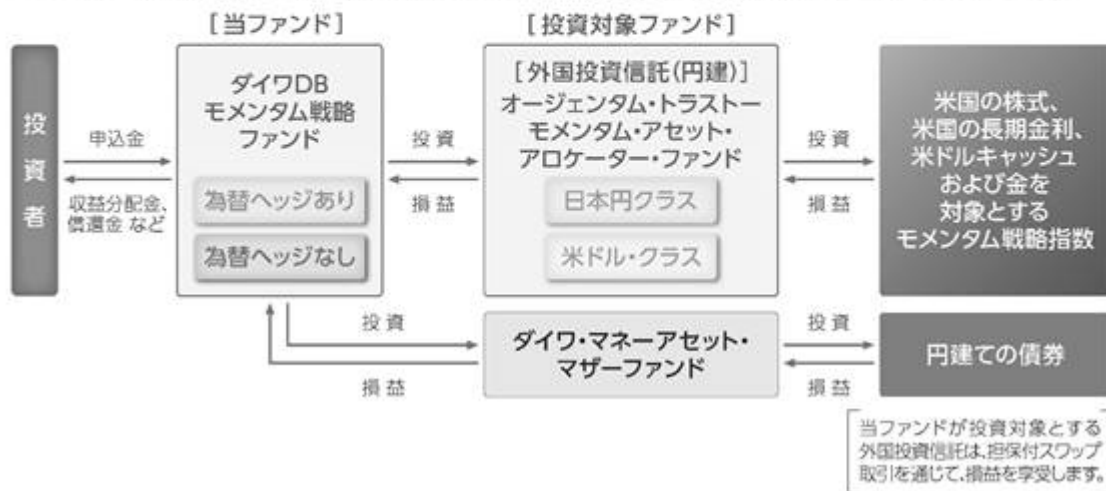 [当ファンド]
[投資対象ファンド]
投資者
申込金
収益分配金、
償還金 など
ダイワDB
モメンタム戦略
ファンド
為替ヘッジあり
為替ヘッジなし
投資
損益
[外国投資信託(円建)]
オージェンタム・トラストー
モメンタム・アセット・
アロケーター・ファンド
日本円クラス
米ドル・クラス
投資
損益
米国の株式、
米国の長期金利、
米ドルキャッシュ
および金を
対象とする
モメンタム戦略指数
投資
損益
ダイワ・マネーアセット・
マザーファンド
投資
損益
円建ての債券
当ファンドが投資対象とする
外国投資信託は、担保付スワップ
取引を通じて、損益を享受します。